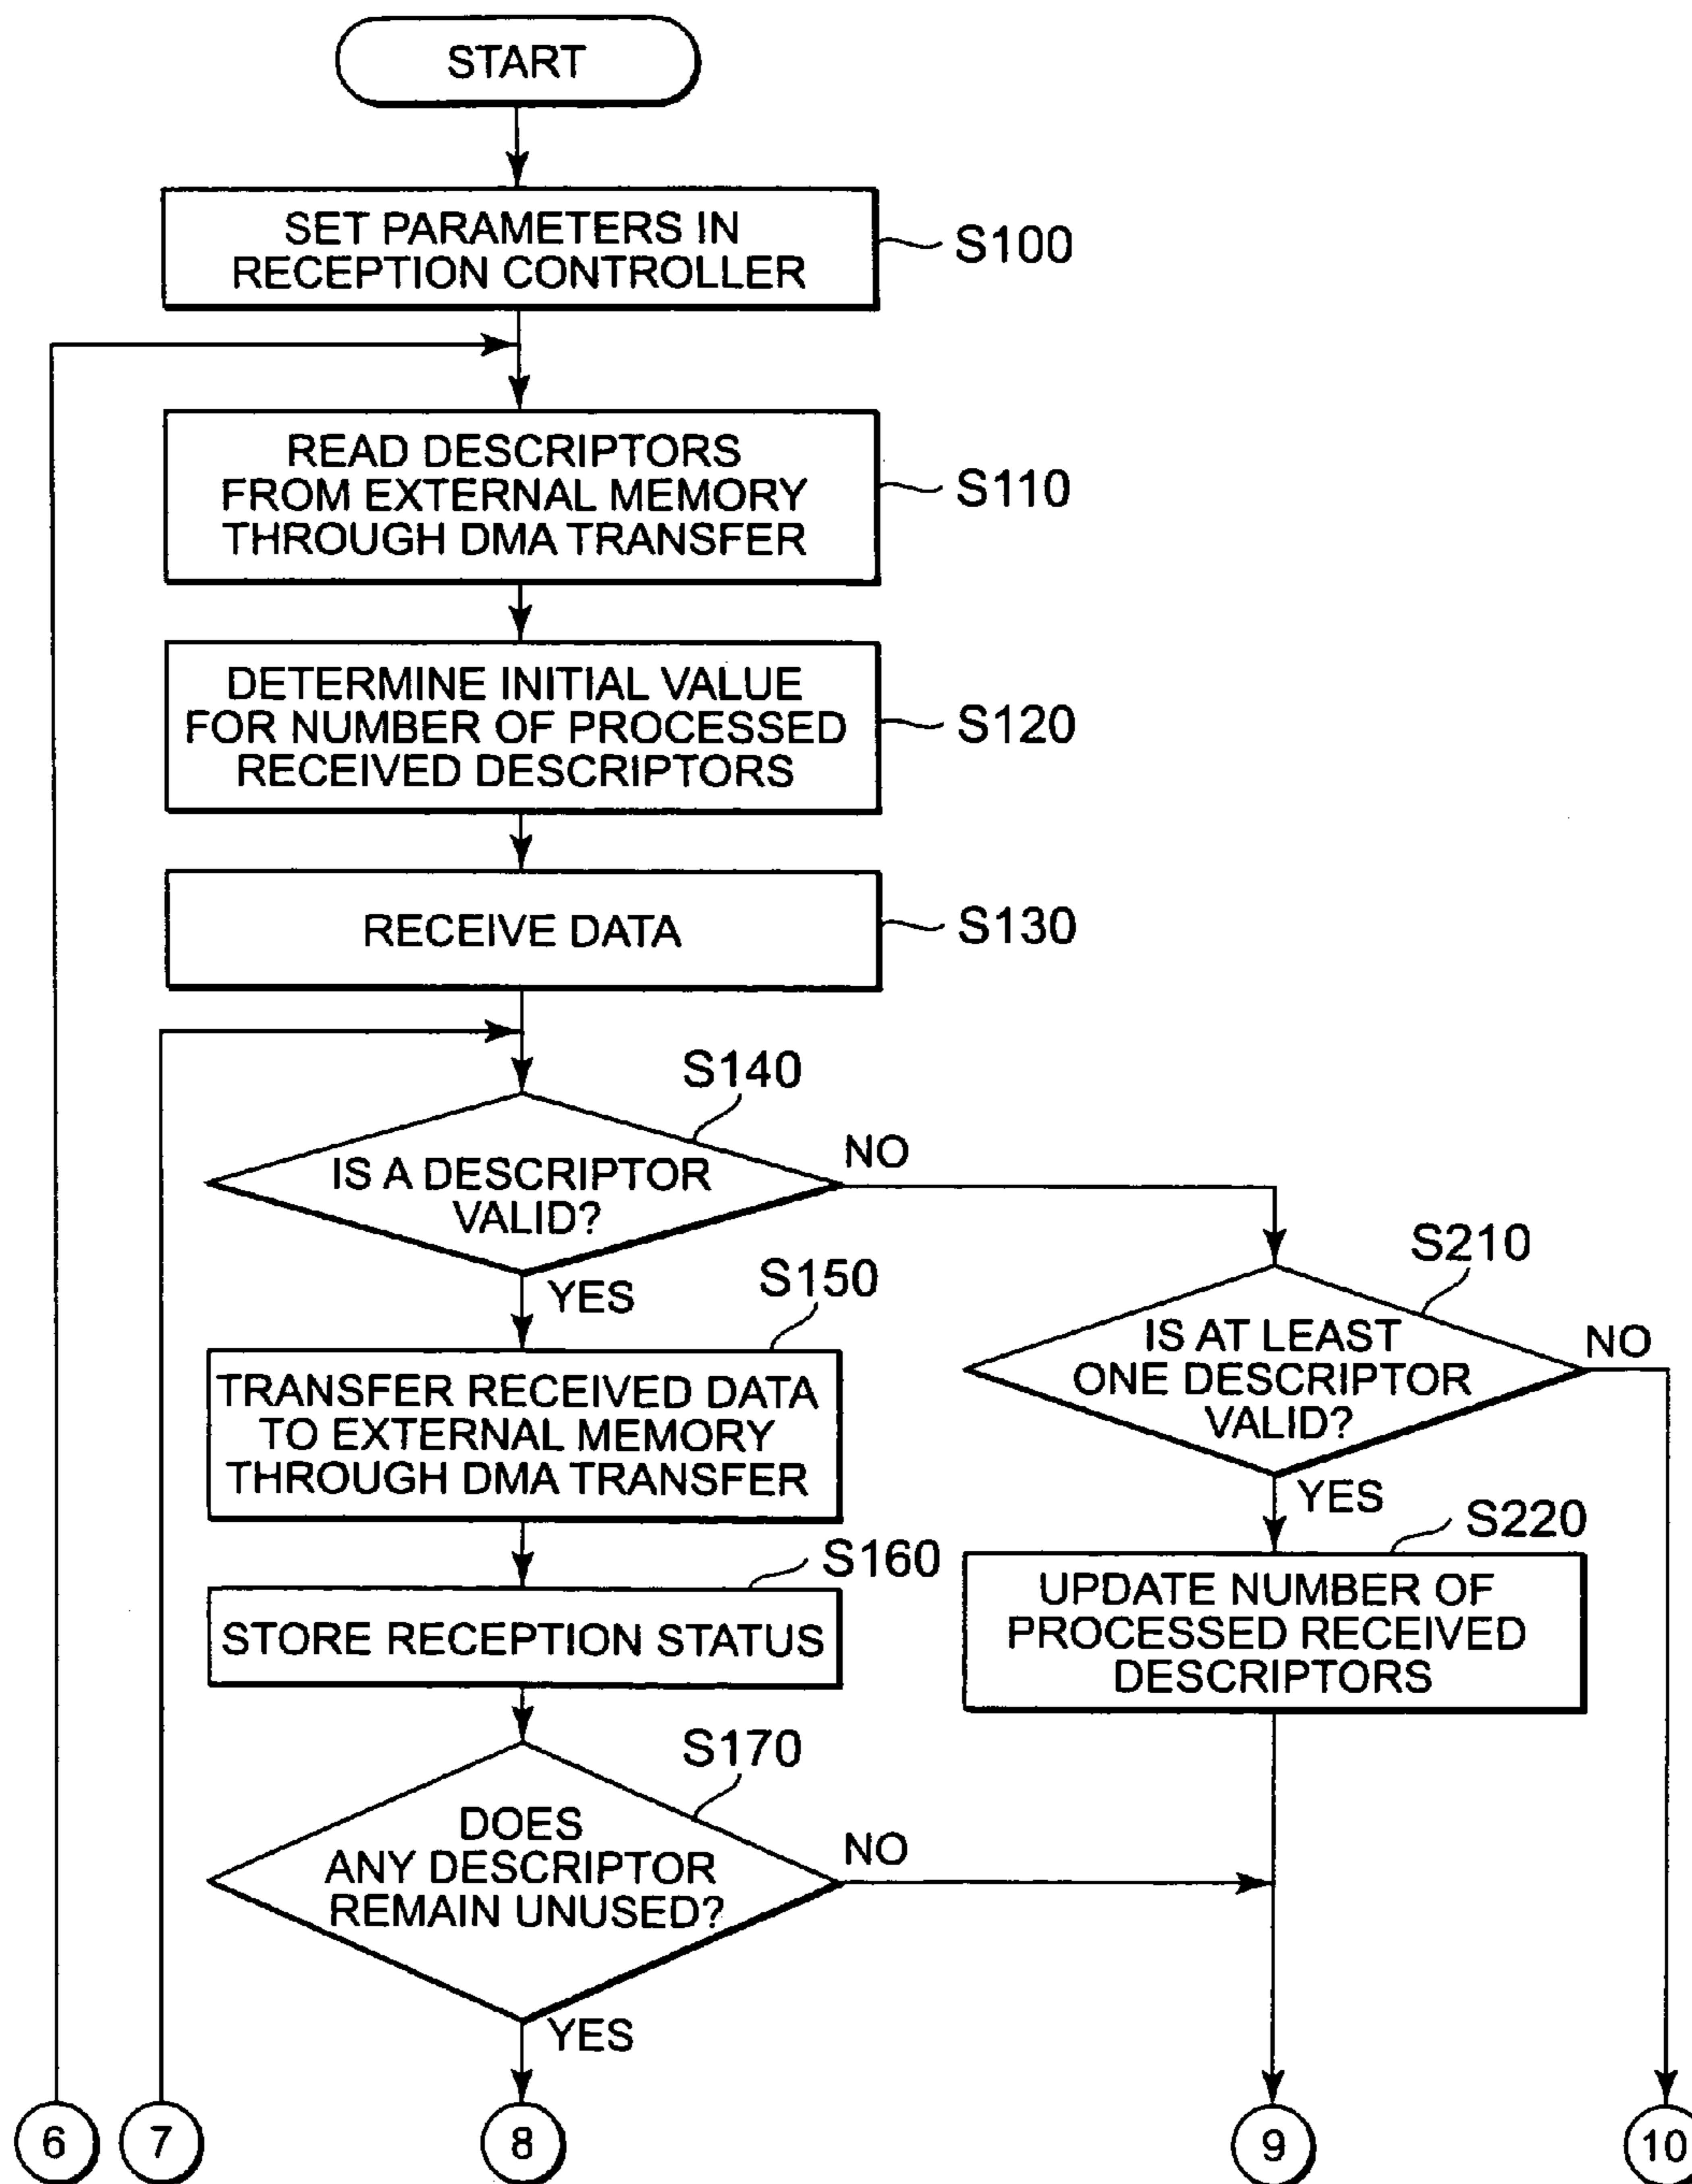 START
SET PARAMETERS IN
RECEPTION CONTROLLER
S100
READ DESCRIPTORS
FROM EXTERNAL MEMORY
THROUGH DMA TRANSFER
S110
DETERMINE INITIAL VALUE
FOR NUMBER OF PROCESSED
RECEIVED DESCRIPTORS
S120
RECEIVE DATA
S130
S140
IS A DESCRIPTOR
VALID?
NO
YES
S150
TRANSFER RECEIVED DATA
TO EXTERNAL MEMORY
THROUGH DMA TRANSFER
S160
STORE RECEPTION STATUS
S170
DOES
ANY DESCRIPTOR
REMAIN UNUSED?
NO
YES
S210
IS AT LEAST
ONE DESCRIPTOR
VALID?
NO
YES
S220
UPDATE NUMBER OF
PROCESSED RECEIVED
DESCRIPTORS
6
7
8
9
10